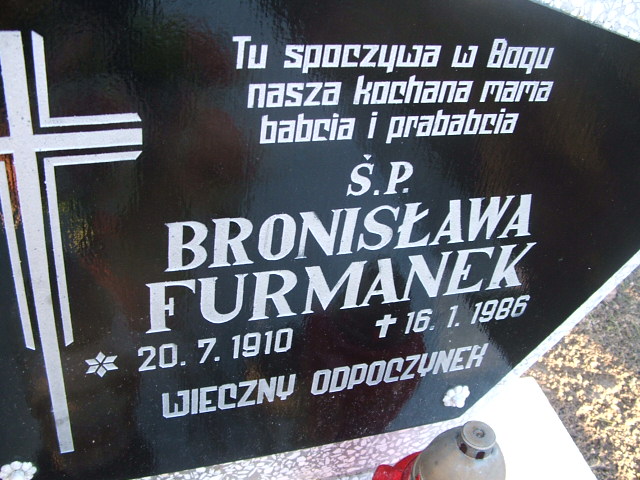 Tu spoczywa w Bogu
nasza kochana mama
babcia i prababcia
Ś.P.
BRONISŁAWA
FURMANEK
20. 7. 1910 ✝ 16. 1. 1986
WIECZNY ODPOCZYNEK